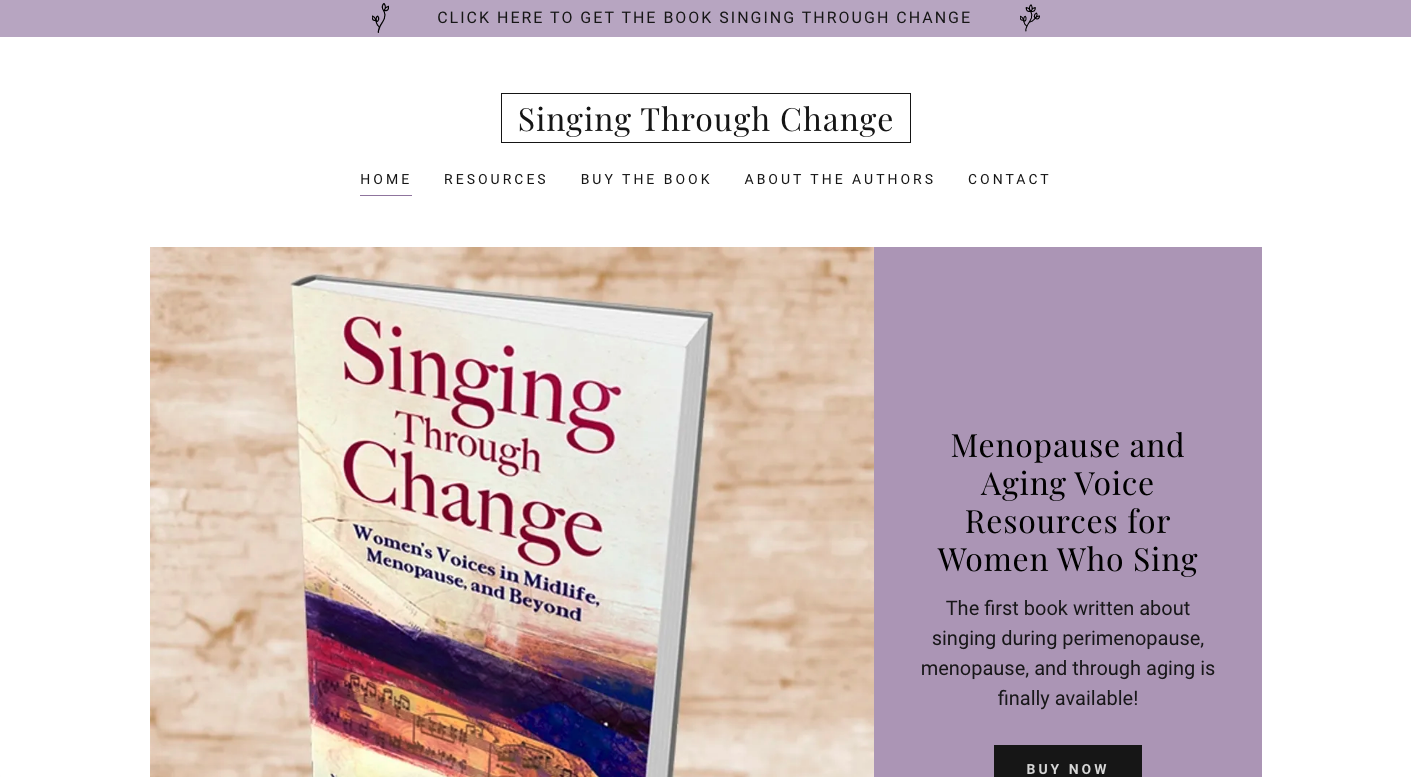 CLICK HERE TO GET THE BOOK SINGING THROUGH CHANGE
Singing Through Change
HOME RESOURCES BUY THE BOOK ABOUT THE AUTHORS CONTACT
Singing
Through
Change
Women's Voices in Midlife,
Menopause, and Beyond
Menopause and
Aging Voice
Resources for
Women Who Sing
The first book written about
singing during perimenopause,
menopause, and through aging is
finally available!
BUY NOW